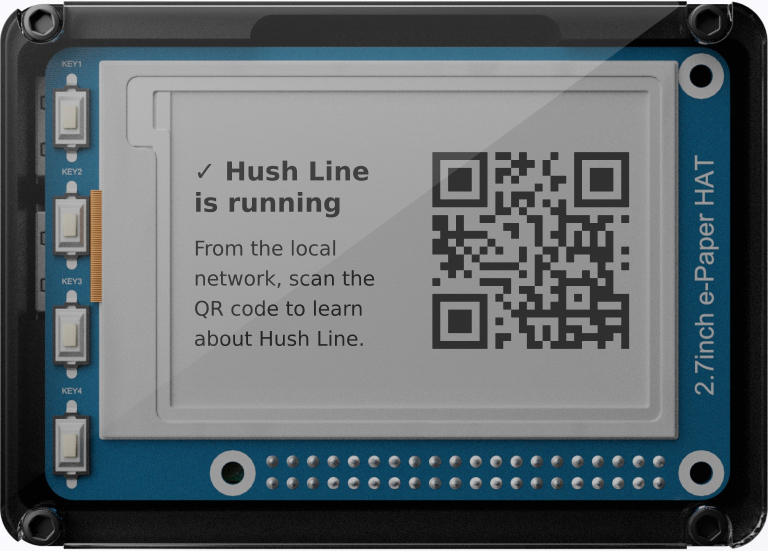 KEY1
KEY2
KEY3
KEY4
✓ Hush Line
is running
From the local
network, scan the
QR code to learn
about Hush Line.
2.7inch e-Paper HAT